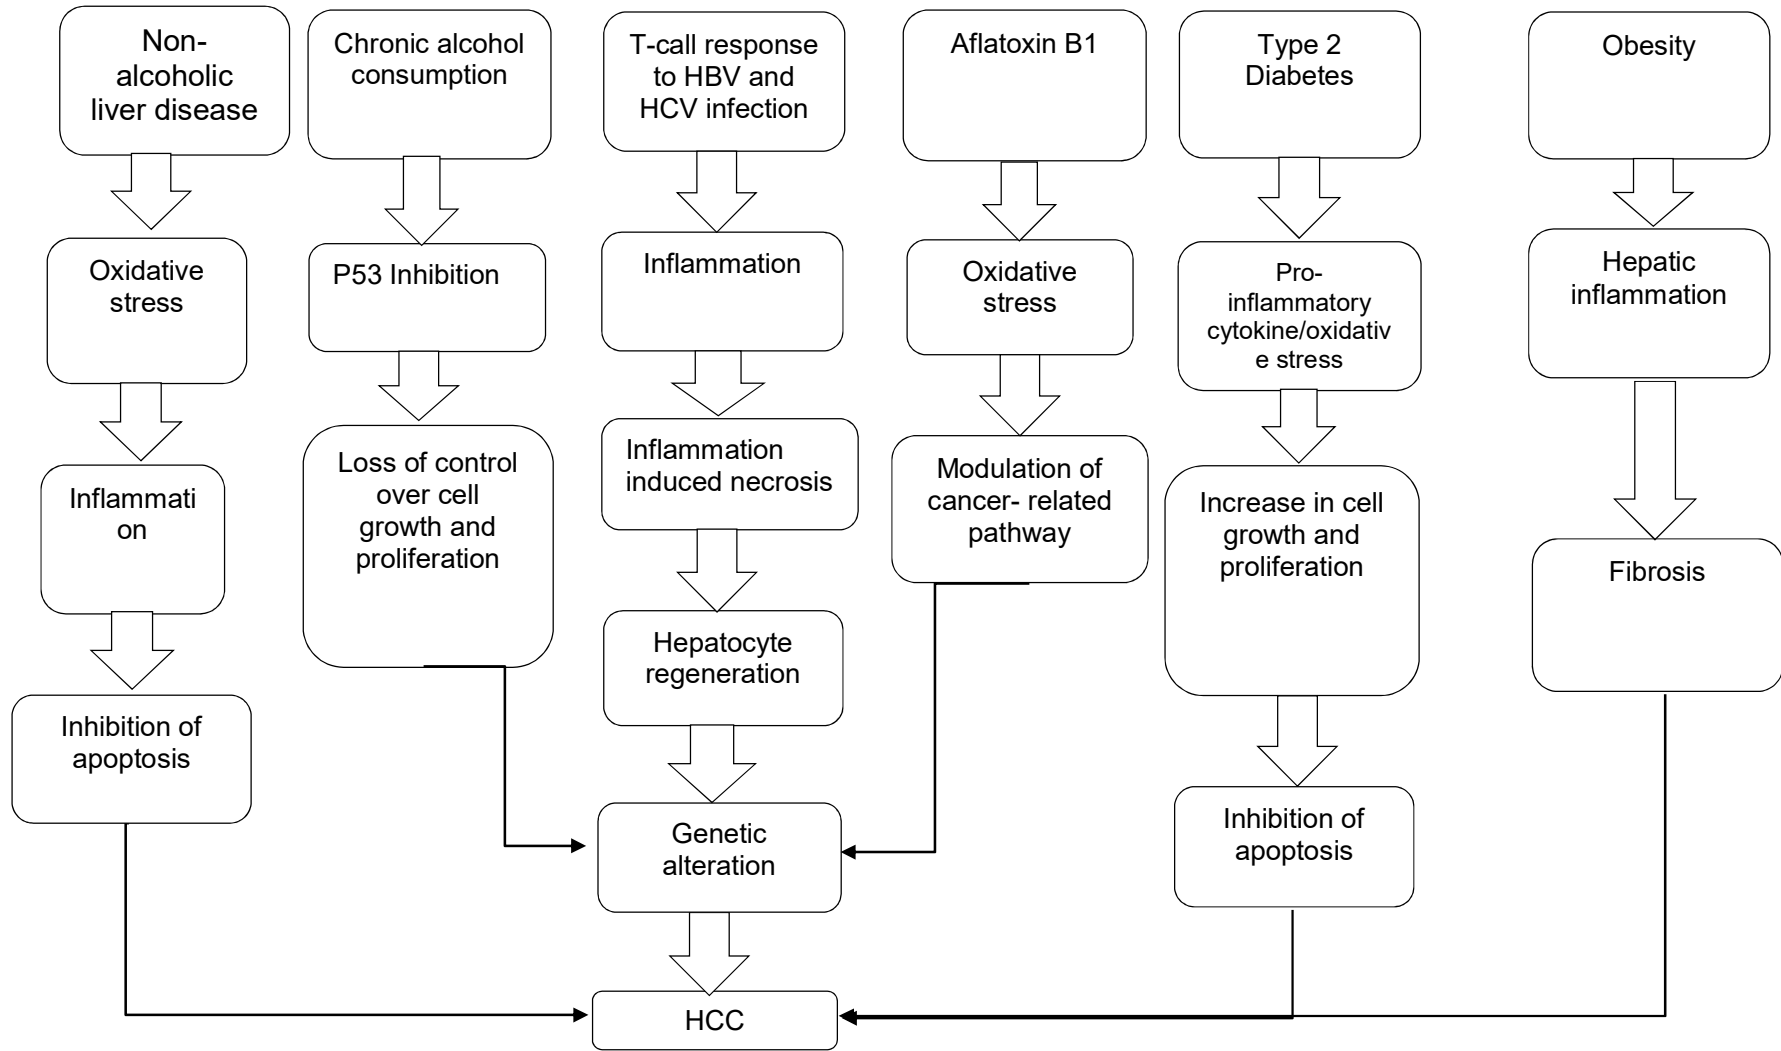 Non-
alcoholic
liver disease
Oxidative
stress
Inflammati
on
Inhibition of
apoptosis
Chronic alcohol
consumption
P53 Inhibition
Loss of control
over cell
growth and
proliferation
T-call response
to HBV and
HCV infection
Inflammation
Inflammation
induced necrosis
Hepatocyte
regeneration
Genetic
alteration
HCC
Aflatoxin B1
Oxidative
stress
Modulation of
cancer- related
pathway
Type 2
Diabetes
Pro-
inflammatory
cytokine/oxidativ
e stress
Increase in cell
growth and
proliferation
Inhibition of
apoptosis
Obesity
Hepatic
inflammation
Fibrosis